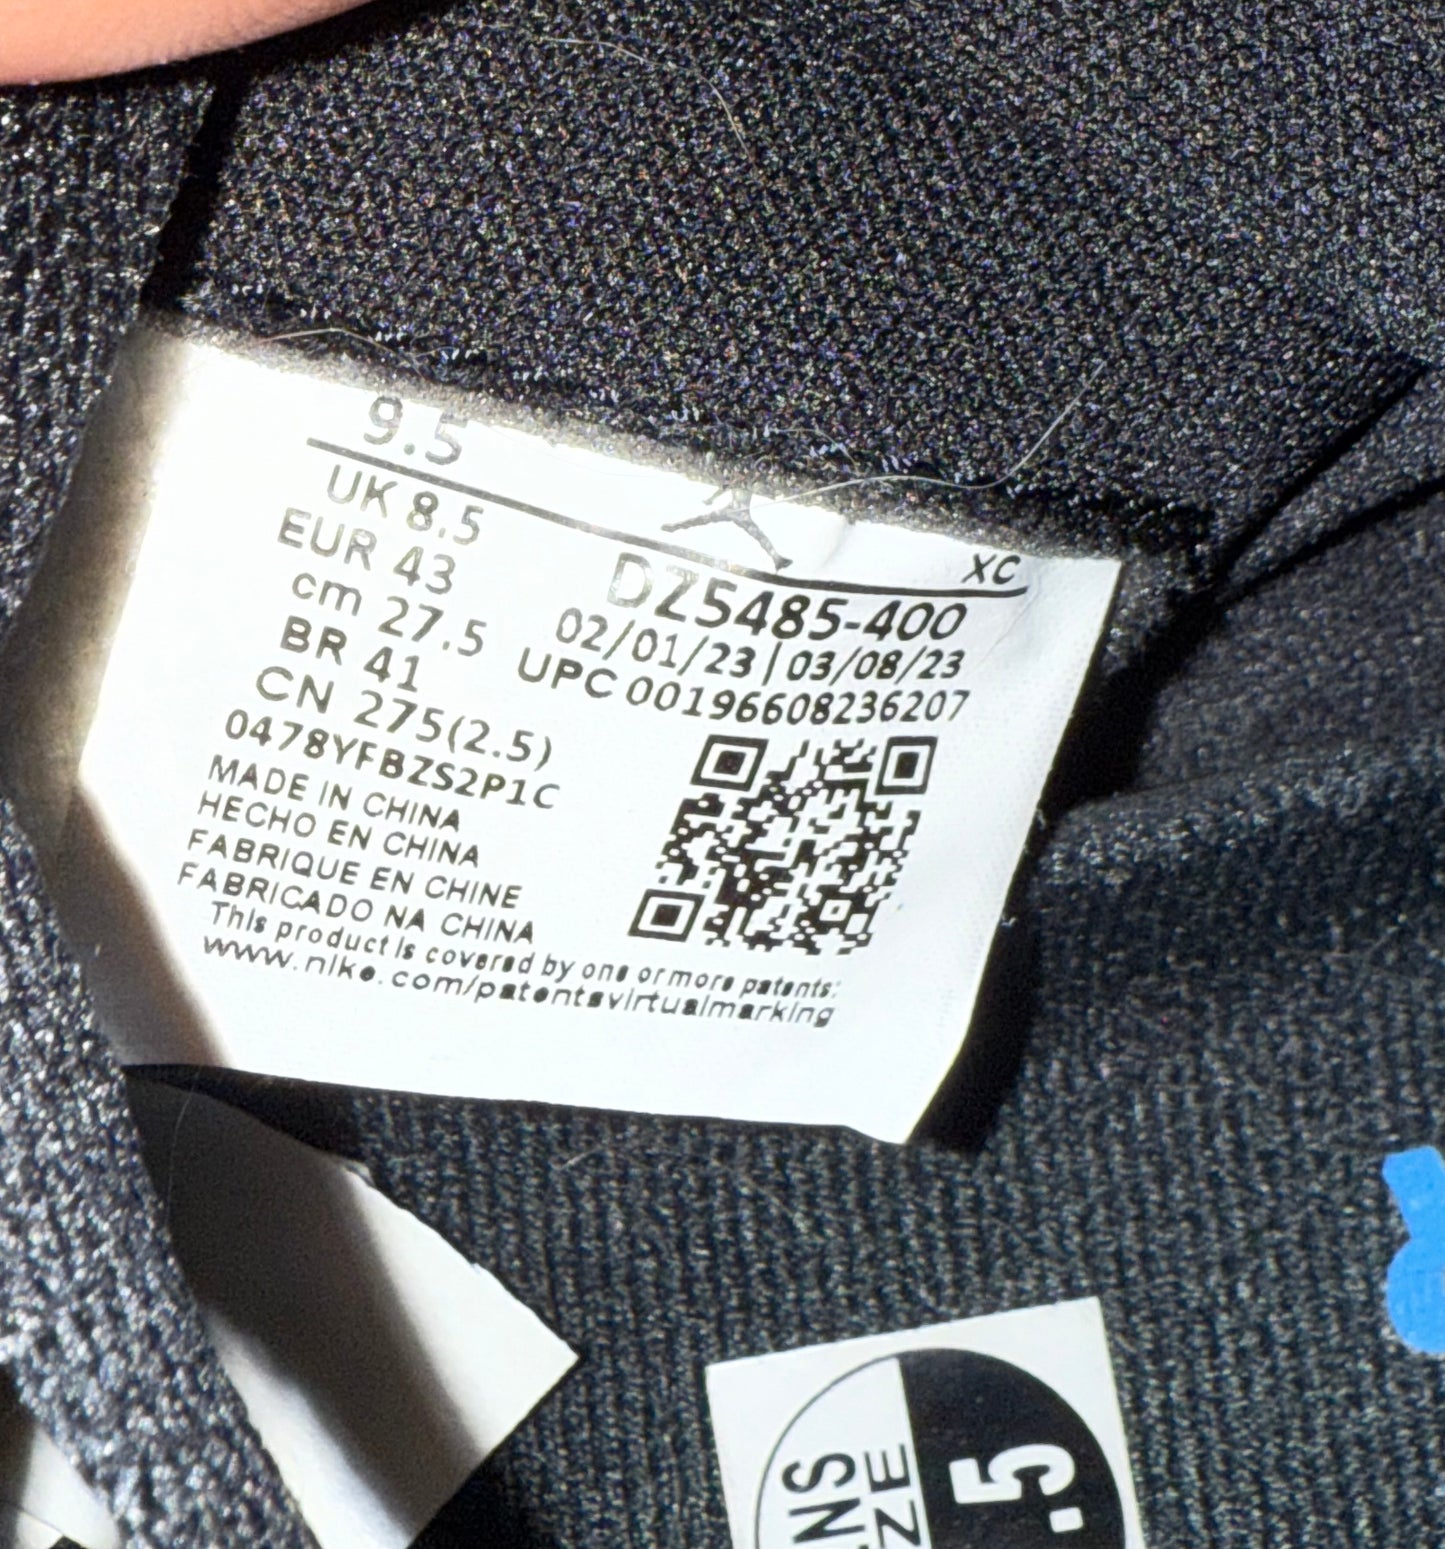 9.5
XC
UK 8.5
EUR 43
cm 27.5
BR 41
CN 275(2.5)
0478YFBZS2P1C
MADE IN CHINA
HECHO EN CHINA
FABRIQUE EN CHINE
FABRICADO NA CHINA
This product is covered by one or more patents:
www.nike.com/patentsvirtualmarking
DZ5485-400
02/01/23 | 03/08/23
UPC 00196608236207
.5